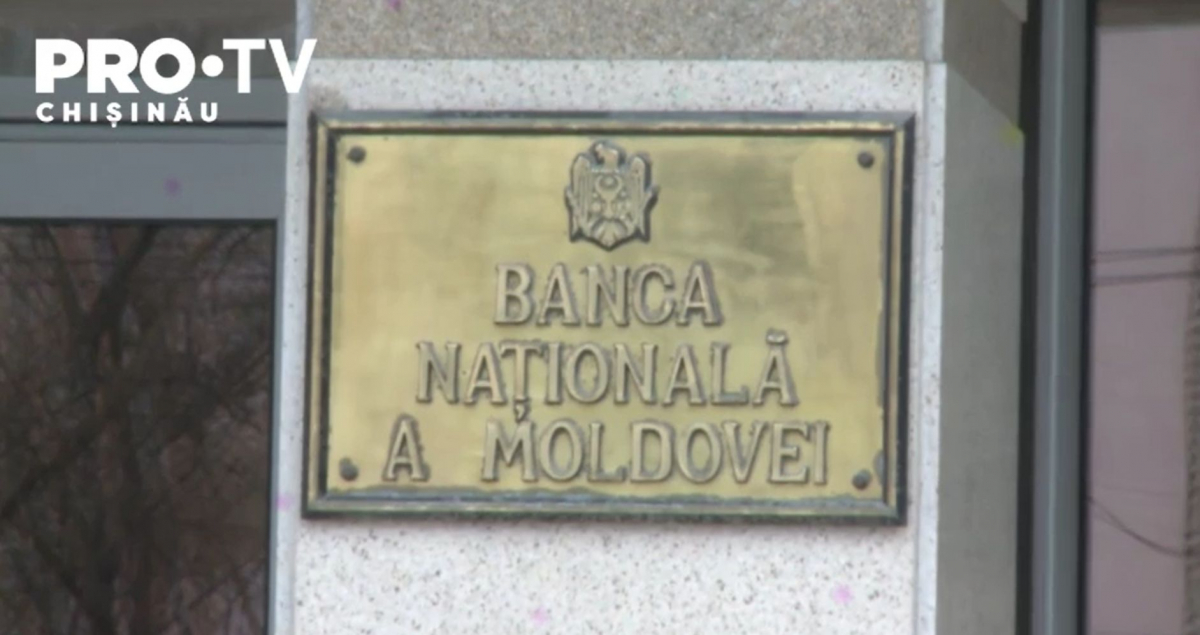 PRO•TV
CHIȘINĂU
BANCA
NAȚIONALĂ
A MOLDOVEI